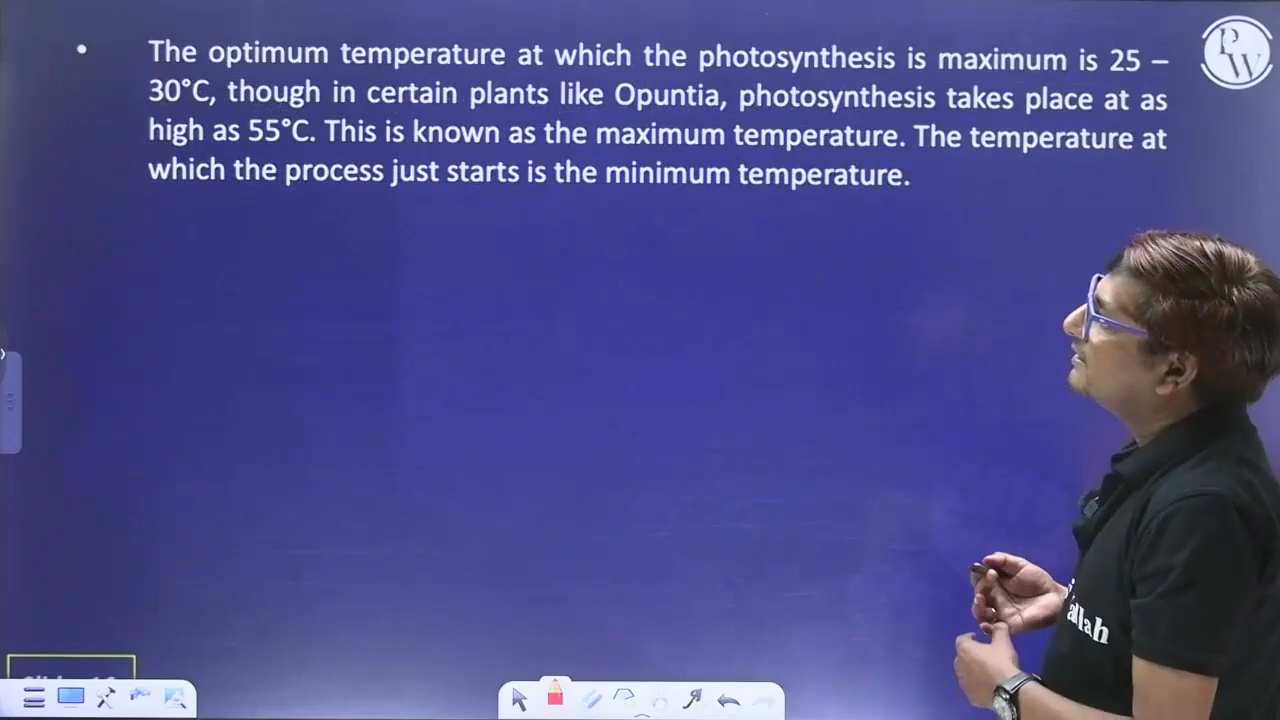 • The optimum temperature at which the photosynthesis is maximum is 25 –
30°C, though in certain plants like Opuntia, photosynthesis takes place at as
high as 55°C. This is known as the maximum temperature. The temperature at
which the process just starts is the minimum temperature.
P
W
allah